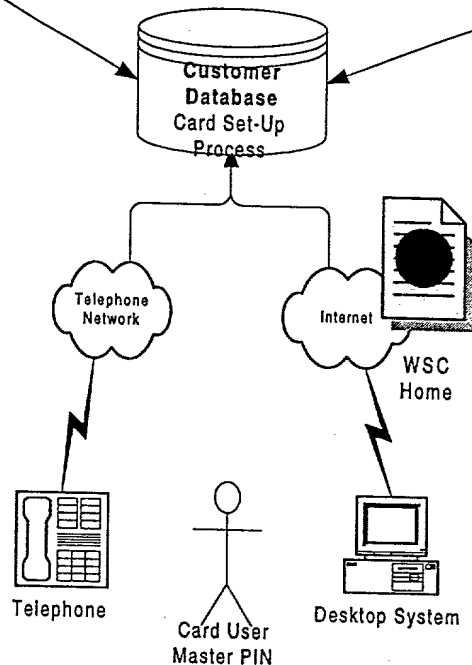 Customer
Database
Card Set-Up
Process
Telephone
Network
Internet
WSC
Home
Telephone
Card User
Master PIN
Desktop System